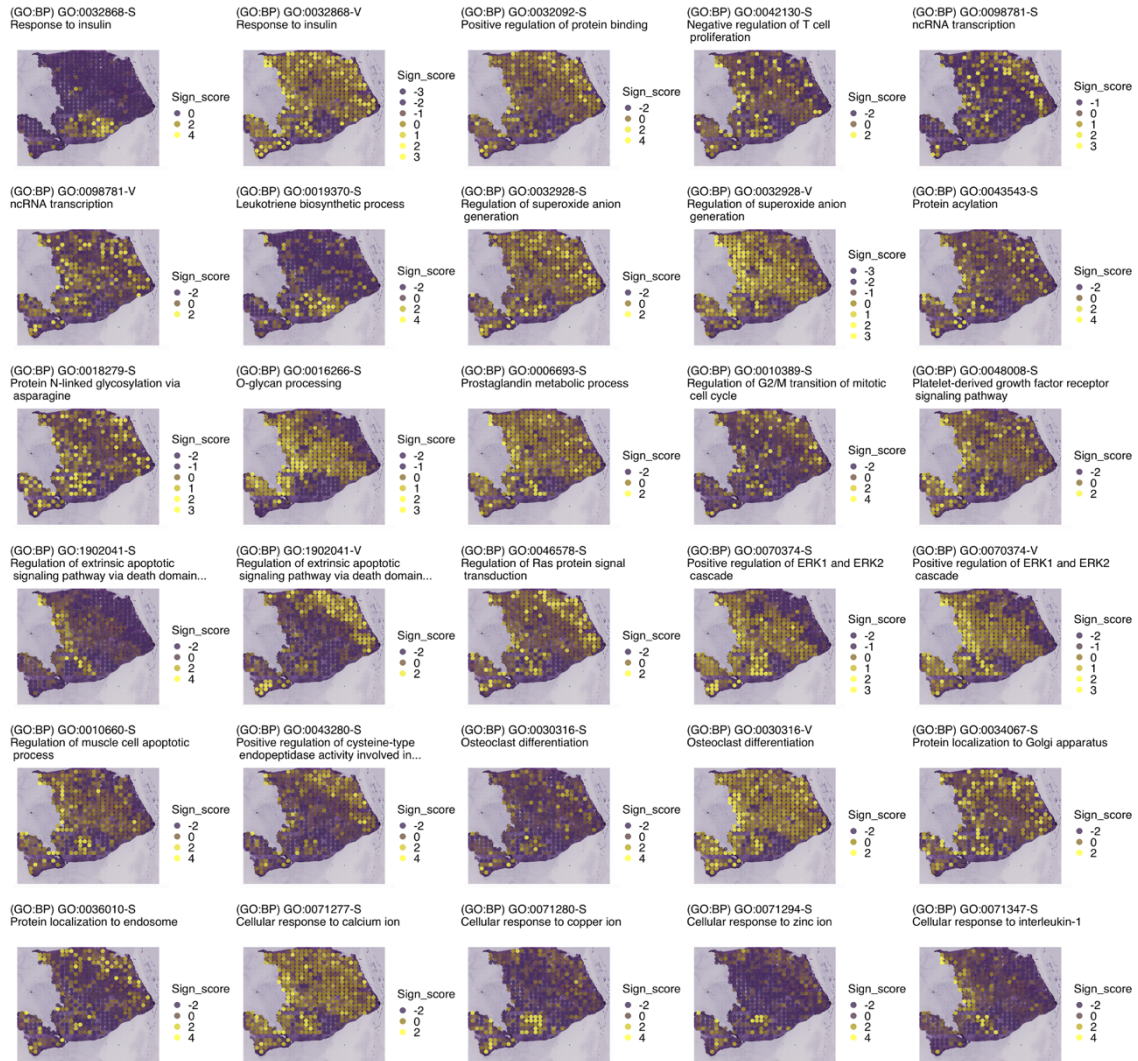 (GO:BP) GO:0032868-S
Response to insulin
Sign_score
0
2
4
(GO:BP) GO:0032868-V
Response to insulin
Sign_score
-3
-2
-1
0
1
2
3
(GO:BP) GO:0032092-S
Positive regulation of protein binding
Sign_score
-2
0
2
4
(GO:BP) GO:0042130-S
Negative regulation of T cell
proliferation
Sign_score
-2
0
2
(GO:BP) GO:0098781-S
ncRNA transcription
Sign_score
-1
0
1
2
3
(GO:BP) GO:0098781-V
ncRNA transcription
Sign_score
-2
0
2
(GO:BP) GO:0019370-S
Leukotriene biosynthetic process
Sign_score
-2
0
2
4
(GO:BP) GO:0032928-S
Regulation of superoxide anion
generation
Sign_score
-2
0
2
(GO:BP) GO:0032928-V
Regulation of superoxide anion
generation
Sign_score
-3
-2
-1
0
1
2
3
(GO:BP) GO:0043543-S
Protein acylation
Sign_score
-2
0
2
4
(GO:BP) GO:0018279-S
Protein N-linked glycosylation via
asparagine
Sign_score
-2
-1
0
1
2
3
(GO:BP) GO:0016266-S
O-glycan processing
Sign_score
-2
-1
0
1
2
3
(GO:BP) GO:0006693-S
Prostaglandin metabolic process
Sign_score
-2
0
2
(GO:BP) GO:0010389-S
Regulation of G2/M transition of mitotic
cell cycle
Sign_score
-2
0
2
4
(GO:BP) GO:0048008-S
Platelet-derived growth factor receptor
signaling pathway
Sign_score
-2
0
2
(GO:BP) GO:1902041-S
Regulation of extrinsic apoptotic
signaling pathway via death domain...
Sign_score
-2
0
2
4
(GO:BP) GO:1902041-V
Regulation of extrinsic apoptotic
signaling pathway via death domain...
Sign_score
-2
0
2
(GO:BP) GO:0046578-S
Regulation of Ras protein signal
transduction
Sign_score
-2
0
2
(GO:BP) GO:0070374-S
Positive regulation of ERK1 and ERK2
cascade
Sign_score
-2
-1
0
1
2
3
(GO:BP) GO:0070374-V
Positive regulation of ERK1 and ERK2
cascade
Sign_score
-2
-1
0
1
2
3
(GO:BP) GO:0010660-S
Regulation of muscle cell apoptotic
process
Sign_score
-2
0
2
4
(GO:BP) GO:0043280-S
Positive regulation of cysteine-type
endopeptidase activity involved in...
Sign_score
-2
0
2
4
(GO:BP) GO:0030316-S
Osteoclast differentiation
Sign_score
-2
0
2
4
(GO:BP) GO:0030316-V
Osteoclast differentiation
Sign_score
-2
0
2
(GO:BP) GO:0034067-S
Protein localization to Golgi apparatus
Sign_score
-2
0
2
(GO:BP) GO:0036010-S
Protein localization to endosome
Sign_score
-2
0
2
4
(GO:BP) GO:0071277-S
Cellular response to calcium ion
Sign_score
-2
0
2
(GO:BP) GO:0071280-S
Cellular response to copper ion
Sign_score
-2
0
2
4
(GO:BP) GO:0071294-S
Cellular response to zinc ion
Sign_score
-2
0
2
4
(GO:BP) GO:0071347-S
Cellular response to interleukin-1
Sign_score
-2
0
2
4